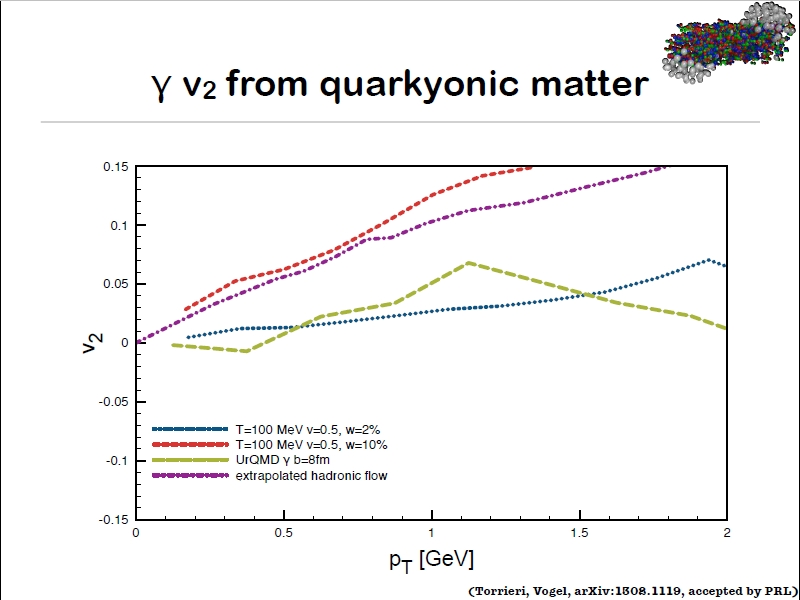 γ v₂ from quarkyonic matter
0.15
0.1
0.05
0
-0.05
-0.1
-0.15
v₂
T=100 MeV v=0.5, w=2%
T=100 MeV v=0.5, w=10%
UrQMD γ b=8fm
extrapolated hadronic flow
0 0.5 1 1.5 2
p_T [GeV]
(Torrieri, Vogel, arXiv:1308.1119, accepted by PRL)